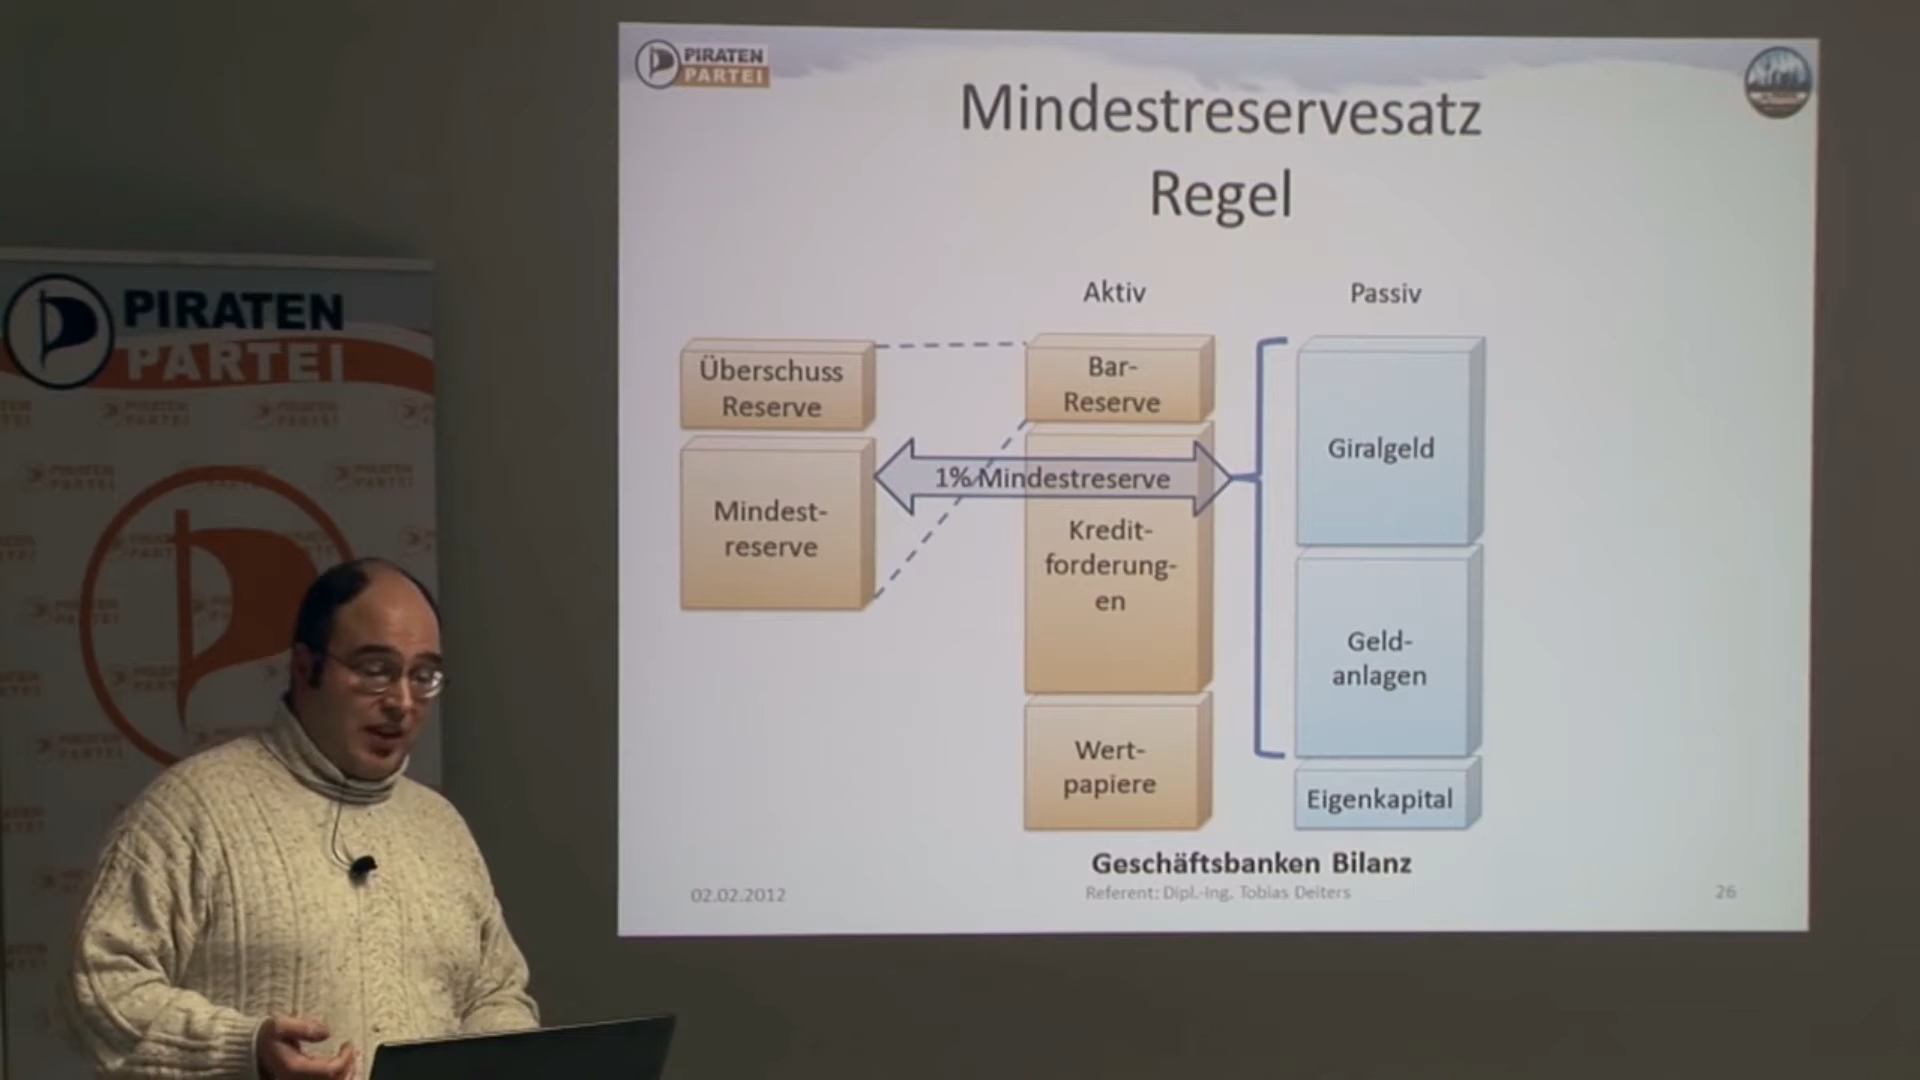 PIRATEN
PARTEI
Mindestreservesatz
Regel
Aktiv
Passiv
Überschuss
Reserve
Mindest-
reserve
Bar-
Reserve
1% Mindestreserve
Kredit-
forderung-
en
Wert-
papiere
Giralgeld
Geld-
anlagen
Eigenkapital
Geschäftsbanken Bilanz
02.02.2012
Referent: Dipl.-Ing. Tobias Deiters
26
PIRATEN
PARTEI